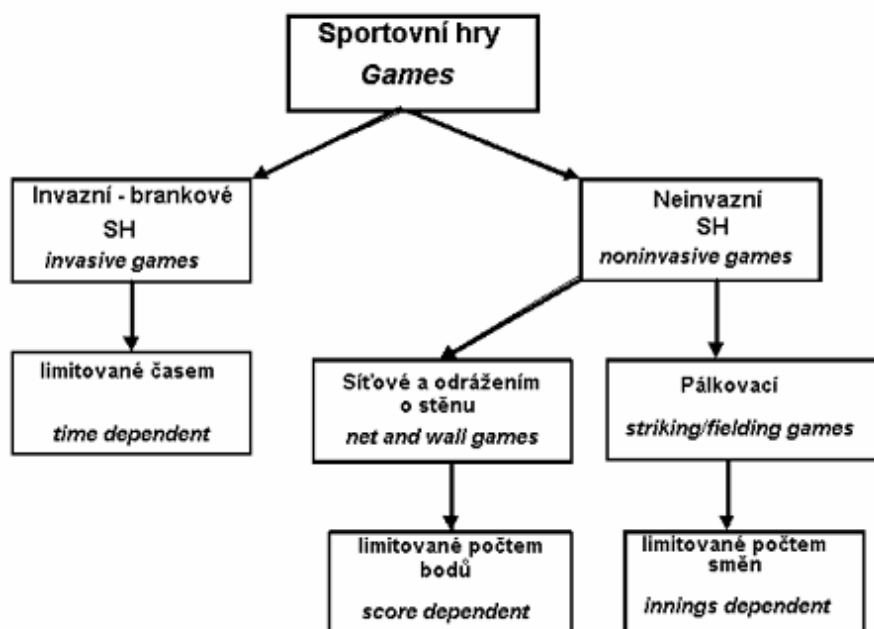 Sportovní hry
Games
Invazní - brankové
SH
invasive games
Neinvazní
SH
noninvasive games
limitované časem
time dependent
Síťové a odrážením
o stěnu
net and wall games
Pálkovací
striking/fielding games
limitované počtem
bodů
score dependent
limitované počtem
směn
innings dependent